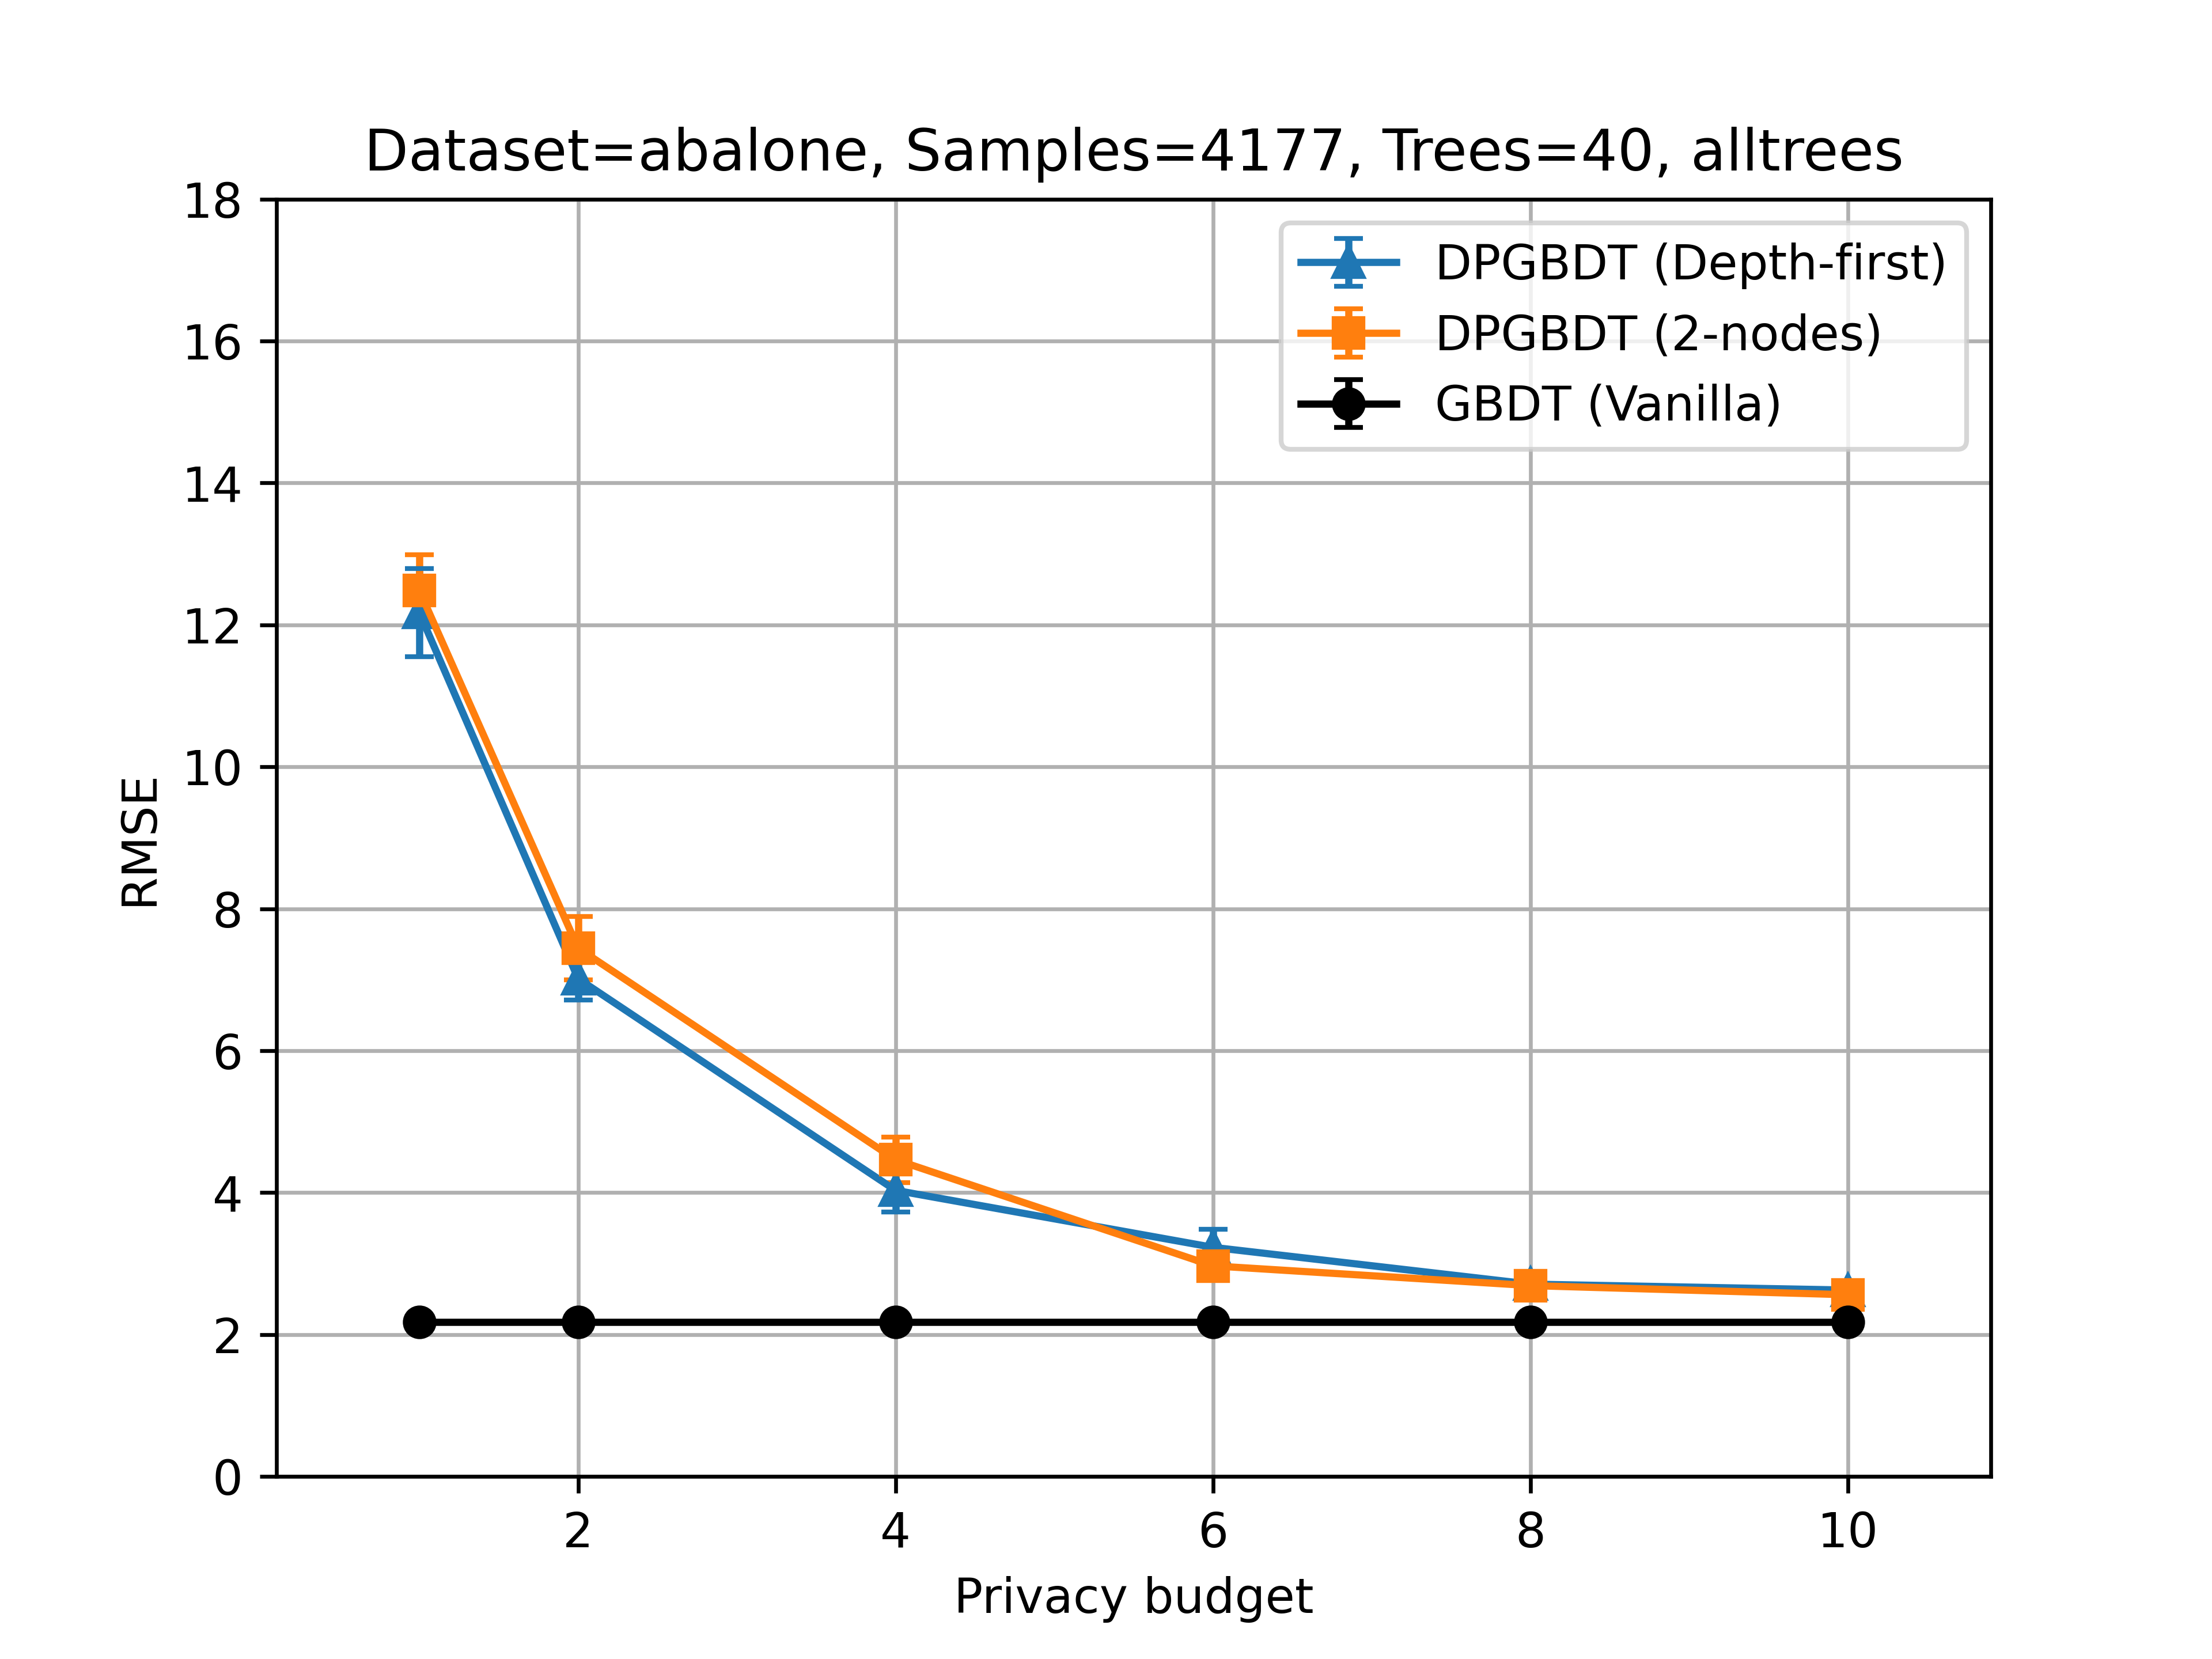 Dataset=abalone, Samples=4177, Trees=40, alltrees
18
16
14
12
10
8
6
4
2
0
RMSE
DPGBDT (Depth-first)
DPGBDT (2-nodes)
GBDT (Vanilla)
2 4 6 8 10
Privacy budget